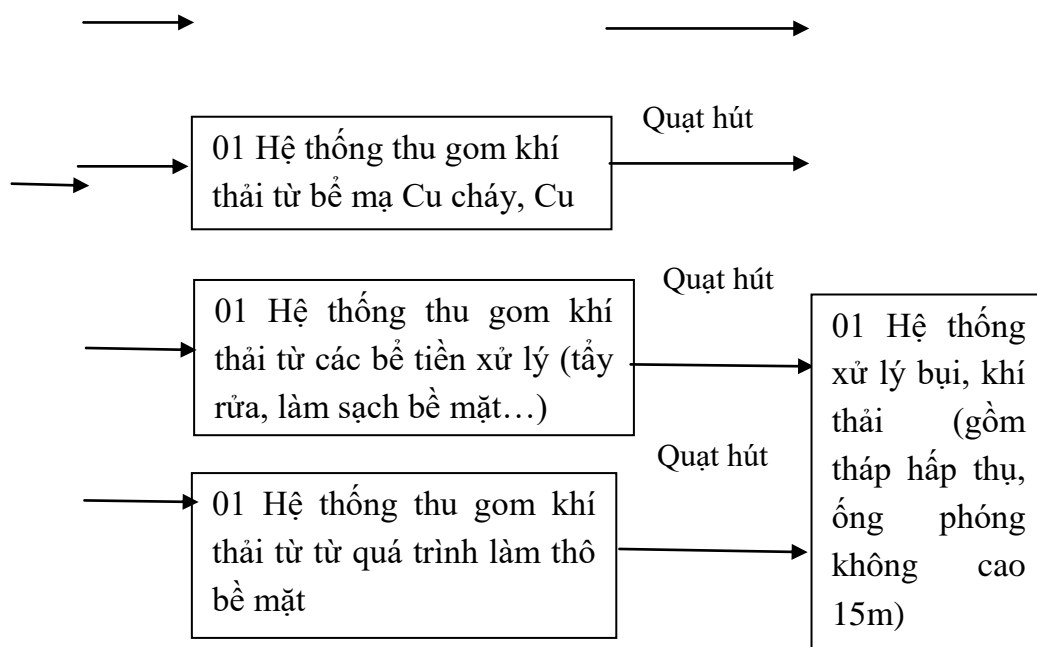 Quạt hút
01 Hệ thống thu gom khí
thải từ bể mạ Cu cháy, Cu
Quạt hút
01 Hệ thống thu gom khí
thải từ các bể tiền xử lý (tẩy
rửa, làm sạch bề mặt…)
Quạt hút
01 Hệ thống thu gom khí
thải từ từ quá trình làm thô
bề mặt
01 Hệ thống
xử lý bụi, khí
thải (gồm
tháp hấp thụ,
ống phóng
không cao
15m)